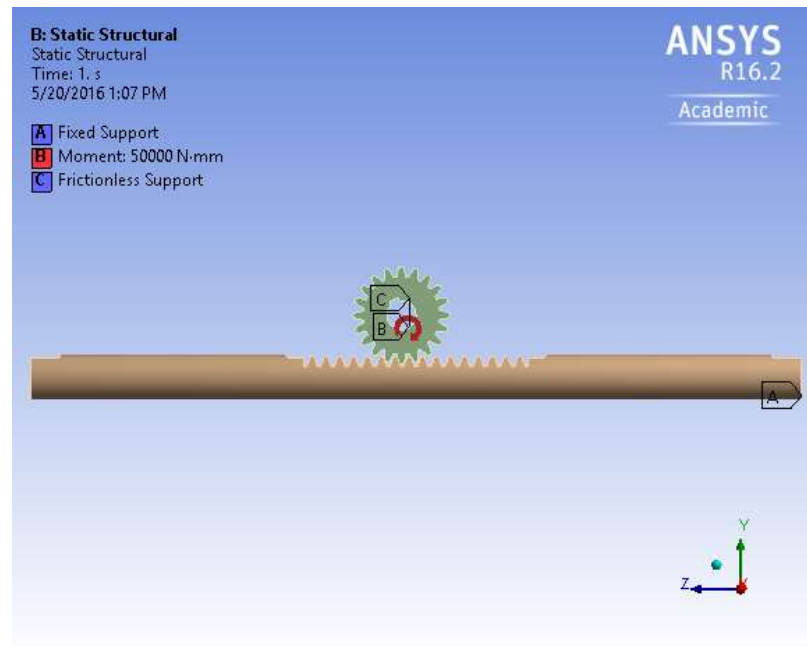 B: Static Structural
Static Structural
Time: 1. s
5/20/2016 1:07 PM
A Fixed Support
B Moment: 50000 N·mm
C Frictionless Support
ANSYS
R16.2
Academic
C
B
A
Y
Z